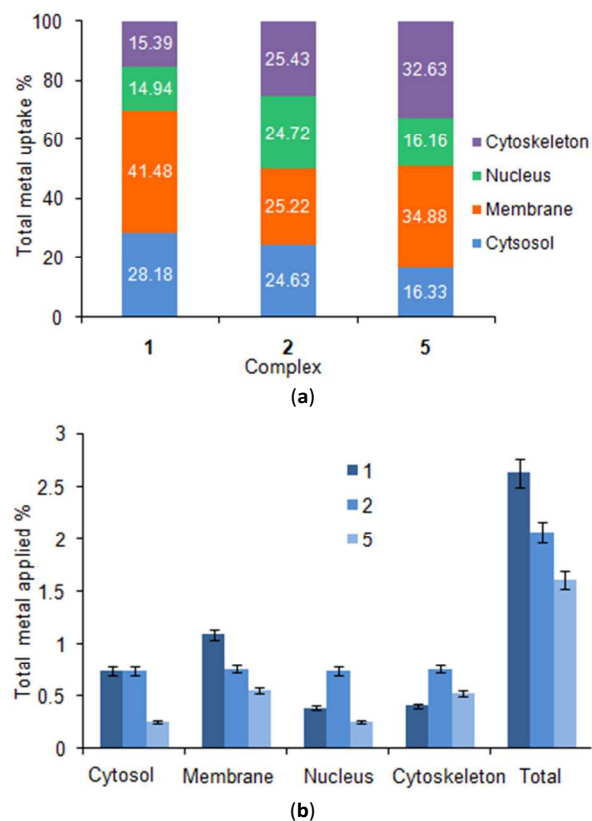 100
80
60
40
20
0
Total metal uptake %
15.39
14.94
41.48
28.18
25.43
24.72
25.22
24.63
32.63
16.16
34.88
16.33
Cytoskeleton
Nucleus
Membrane
Cytsosol
1 2 5
Complex
(a)
3
2.5
2
1.5
1
0.5
0
Total metal applied %
1
2
5
Cytosol Membrane Nucleus Cytoskeleton Total
(b)